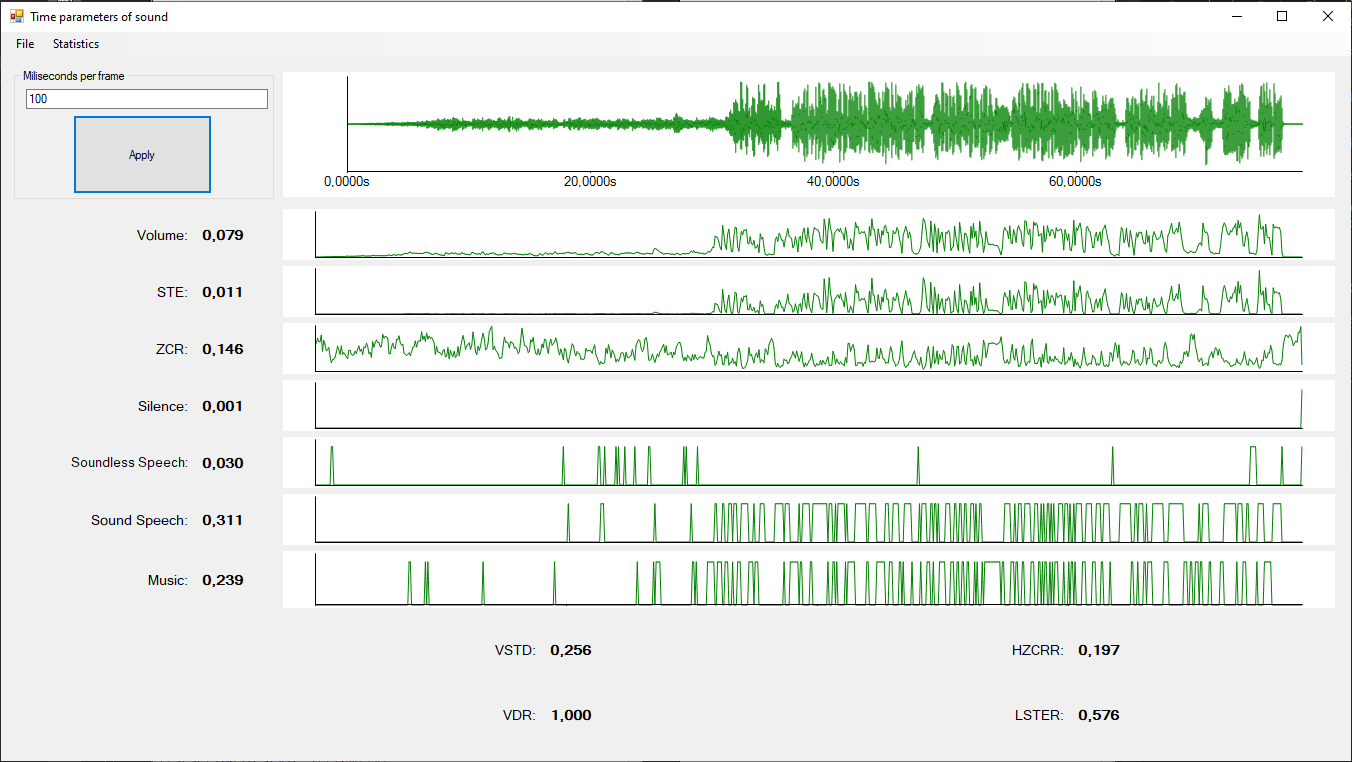 Time parameters of sound
File Statistics
Miliseconds per frame
100
Apply
0,0000s 20,0000s 40,0000s 60,0000s
Volume: 0,079
STE: 0,011
ZCR: 0,146
Silence: 0,001
Soundless Speech: 0,030
Sound Speech: 0,311
Music: 0,239
VSTD: 0,256 HZCRR: 0,197
VDR: 1,000 LSTER: 0,576